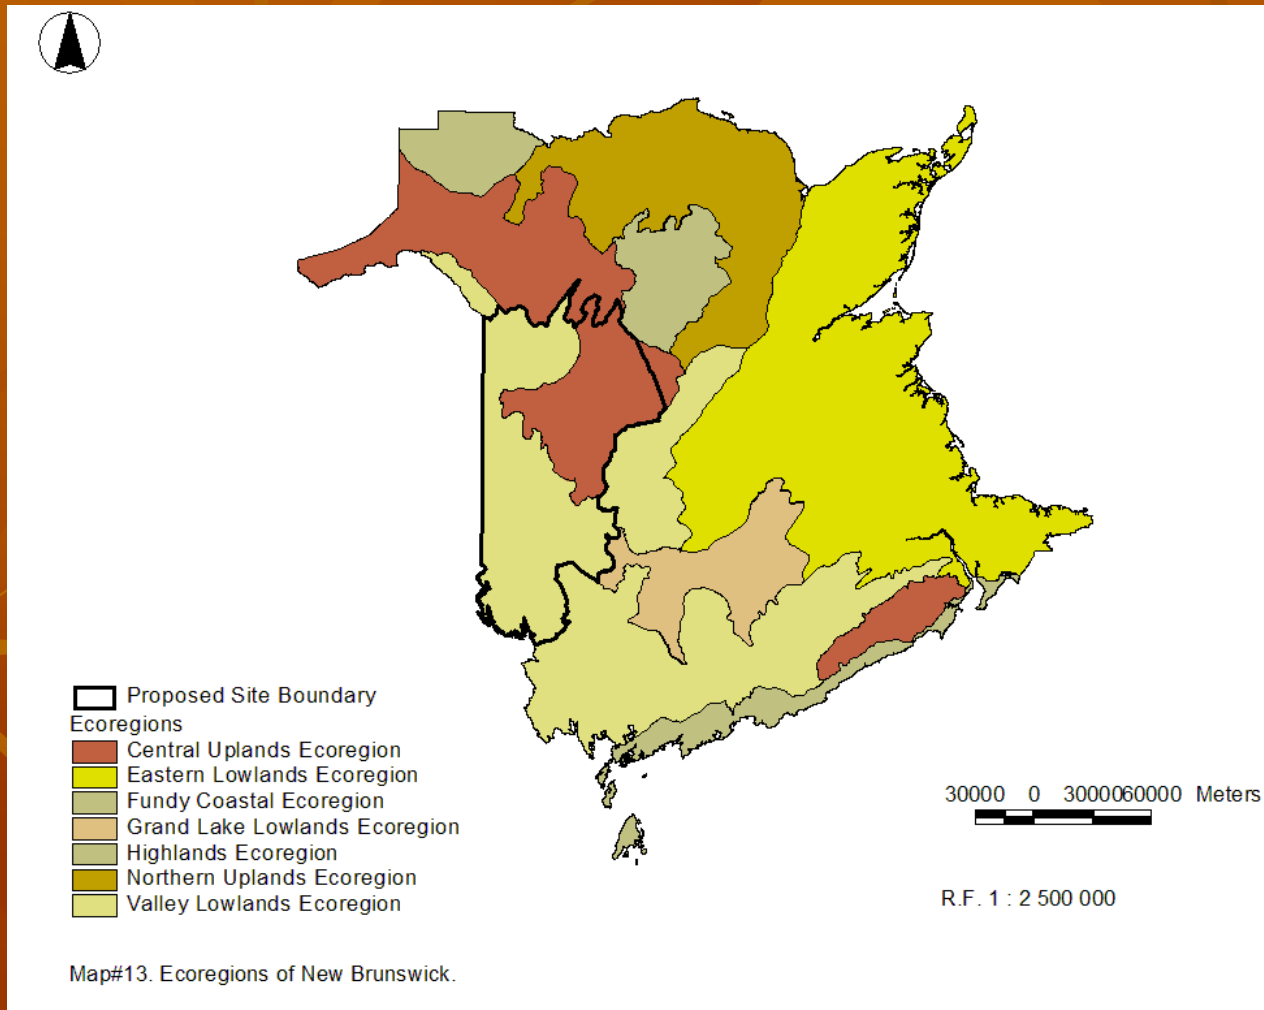 Proposed Site Boundary
Ecoregions
Central Uplands Ecoregion
Eastern Lowlands Ecoregion
Fundy Coastal Ecoregion
Grand Lake Lowlands Ecoregion
Highlands Ecoregion
Northern Uplands Ecoregion
Valley Lowlands Ecoregion
30000 0 3000060000 Meters
R.F. 1 : 2 500 000
Map#13. Ecoregions of New Brunswick.